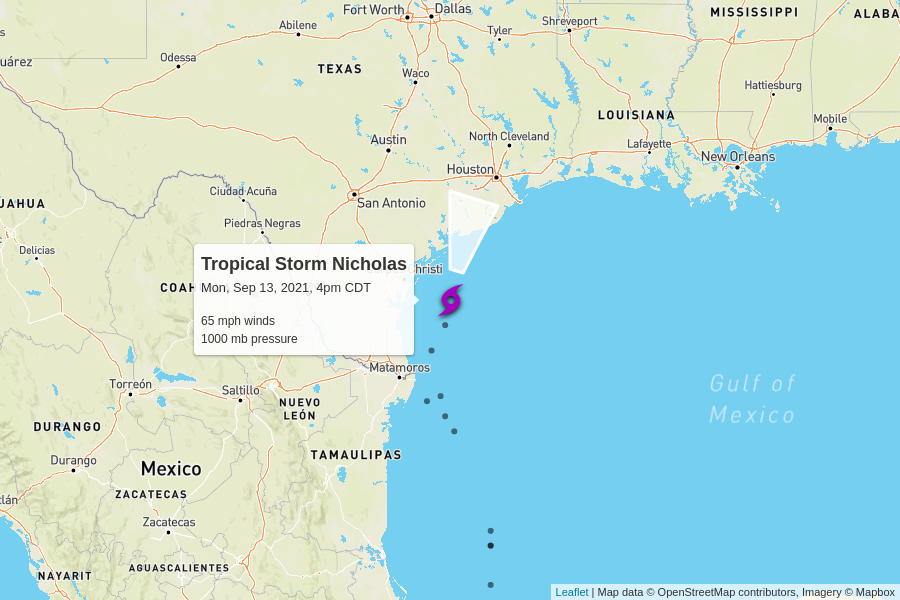 Fort Worth
Dallas
MISSISSIPPI
ALABA
Abilene
Shreveport
Tyler
s
uárez
Odessa
TEXAS
Waco
Hattiesburg
LOUISIANA
Mobile
Austin
North Cleveland
Lafayette
New Orleans
Houston
Ciudad Acuña
UAHUA
San Antonio
Piedras Negras
Delicias
Tropical Storm Nicholas
Christi
Mon, Sep 13, 2021, 4pm CDT
COAH
65 mph winds
1000 mb pressure
Matamoros
Torreón
Saltillo
Gulf of
Mexico
NUEVO
LEÓN
DURANGO
TAMAULIPAS
Durango
Mexico
ZACATECAS
tlán
Zacatecas
AGUASCALIENTES
NAYARIT
Leaflet | Map data © OpenStreetMap contributors, Imagery © Mapbox